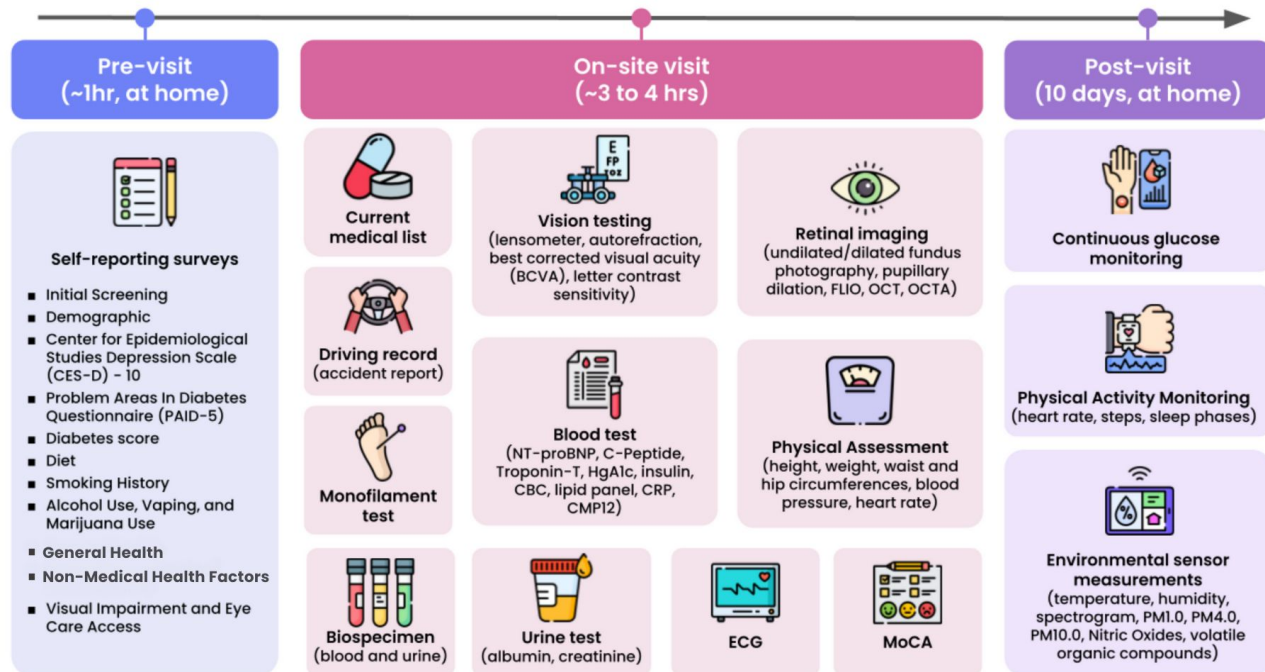 Pre-visit
(~1hr, at home)
On-site visit
(~3 to 4 hrs)
Post-visit
(10 days, at home)
Self-reporting surveys
▪ Initial Screening
▪ Demographic
▪ Center for Epidemiological
Studies Depression Scale
(CES-D) - 10
▪ Problem Areas In Diabetes
Questionnaire (PAID-5)
▪ Diabetes score
▪ Diet
▪ Smoking History
▪ Alcohol Use, Vaping, and
Marijuana Use
▪ General Health
▪ Non-Medical Health Factors
▪ Visual Impairment and Eye
Care Access
Current
medical list
E
FP
TOZ
Vision testing
(lensometer, autorefraction,
best corrected visual acuity
(BCVA), letter contrast
sensitivity)
Retinal imaging
(undilated/dilated fundus
photography, pupillary
dilation, FLIO, OCT, OCTA)
Driving record
(accident report)
Monofilament
test
Blood test
(NT-proBNP, C-Peptide,
Troponin-T, HgA1c, insulin,
CBC, lipid panel, CRP,
CMP12)
Physical Assessment
(height, weight, waist and
hip circumferences, blood
pressure, heart rate)
Biospecimen
(blood and urine)
Urine test
(albumin, creatinine)
ECG
MoCA
Continuous glucose
monitoring
Physical Activity Monitoring
(heart rate, steps, sleep phases)
%
Environmental sensor
measurements
(temperature, humidity,
spectrogram, PM1.0, PM4.0,
PM10.0, Nitric Oxides, volatile
organic compounds)